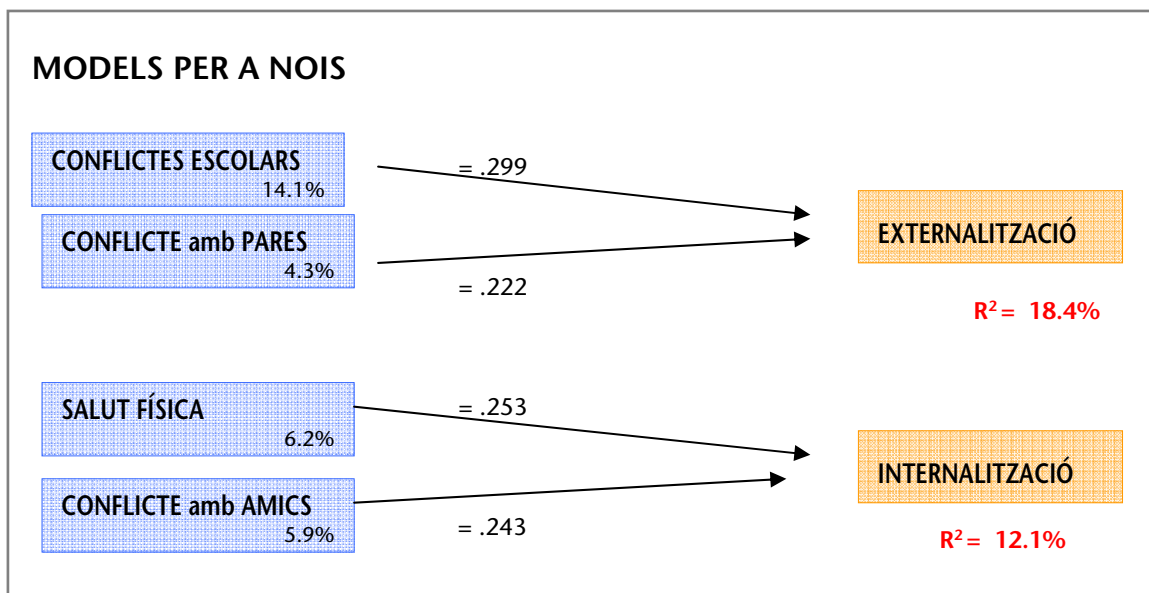 MODELS PER A NOIS
CONFLICTES ESCOLARS
14.1%
= .299
CONFLICTE amb PARES
4.3%
= .222
EXTERNALITZACIÓ
R² = 18.4%
SALUT FÍSICA
6.2%
= .253
CONFLICTE amb AMICS
5.9%
= .243
INTERNALITZACIÓ
R² = 12.1%